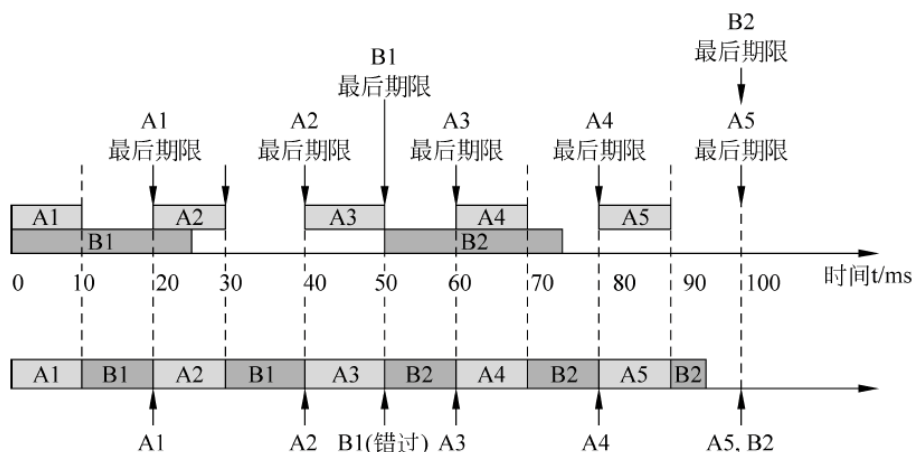 B2
最后期限
B1
最后期限
A1
最后期限
A2
最后期限
A3
最后期限
A4
最后期限
A5
最后期限
A1 A2 A3 A4 A5
B1 B2
0 10 20 30 40 50 60 70 80 90 100 时间t/ms
A1 B1 A2 B1 A3 B2 A4 B2 A5 B2
A1 A2 B1(错过) A3 A4 A5, B2